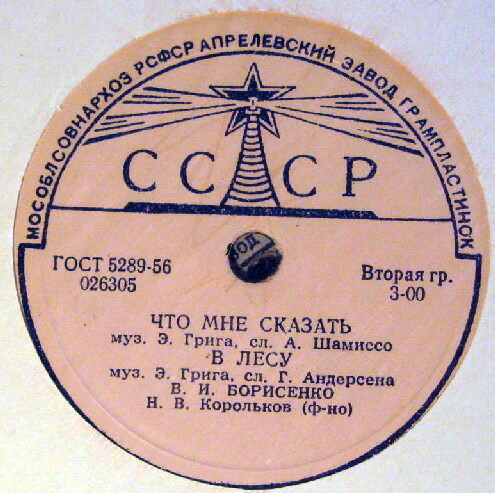 МОСОБЛСОВНАРХОЗ РСФСР АПРЕЛЕВСКИЙ ЗАВОД ГРАМПЛАСТИНОК
СССР
ГОСТ 5289-56
026305
Вторая гр.
3-00
ЧТО МНЕ СКАЗАТЬ
муз. Э. Грига, сл. А. Шамиссо
В ЛЕСУ
муз. Э. Грига, сл. Г. Андерсена
В. И. БОРИСЕНКО
Н. В. Корольков (ф-но)